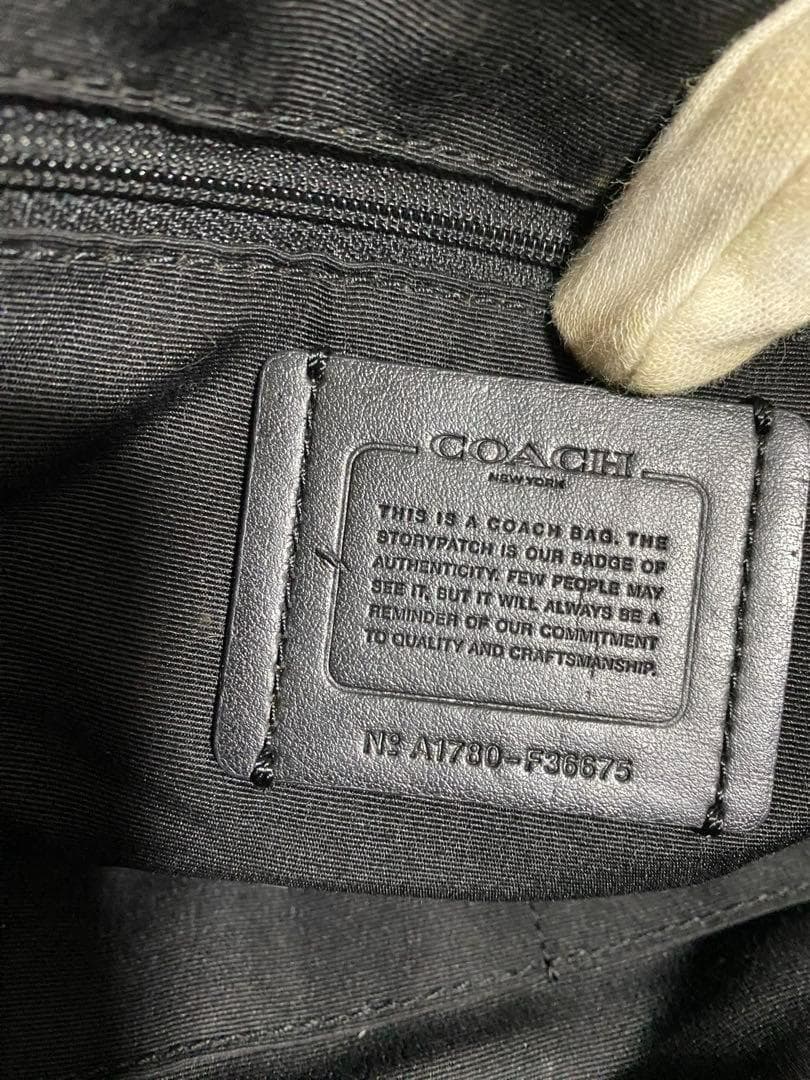 COACH
NEW YORK
THIS IS A COACH BAG. THE
STORYPATCH IS OUR BADGE OF
AUTHENTICITY. FEW PEOPLE MAY
SEE IT, BUT IT WILL ALWAYS BE A
REMINDER OF OUR COMMITMENT
TO QUALITY AND CRAFTSMANSHIP.
Nº A1780-F36675